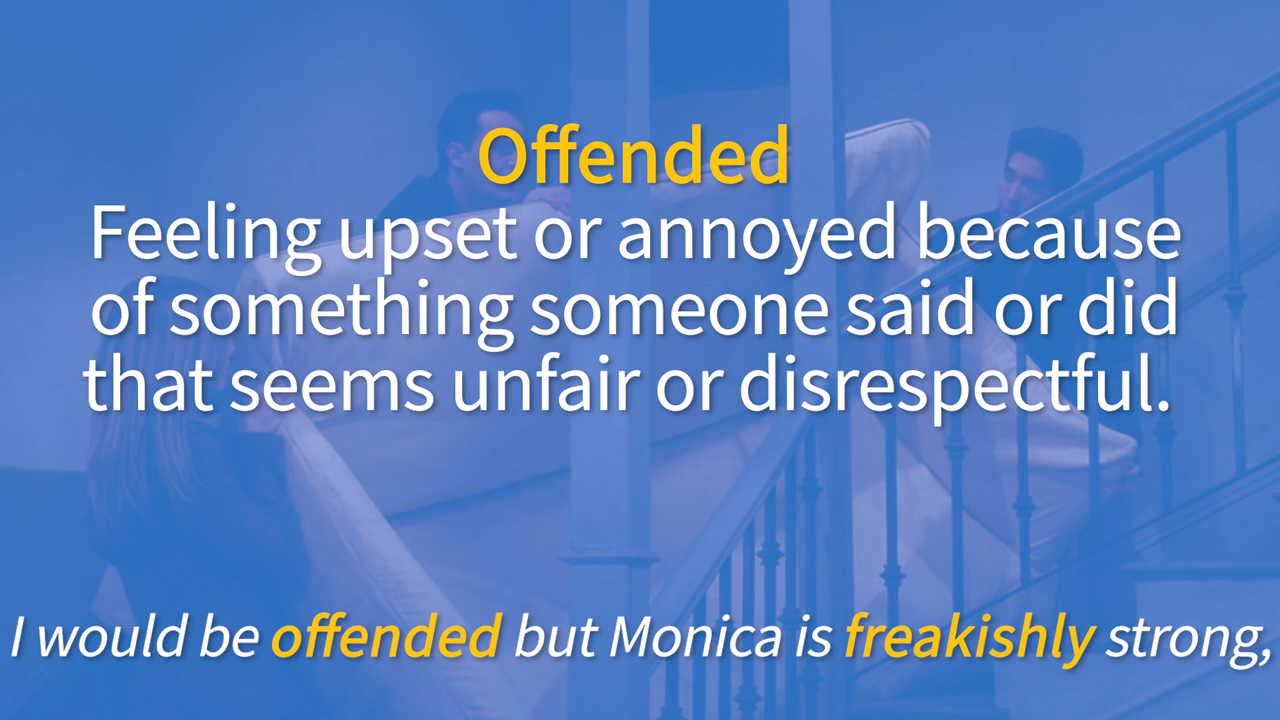 Offended
Feeling upset or annoyed because
of something someone said or did
that seems unfair or disrespectful.
I would be offended but Monica is freakishly strong,